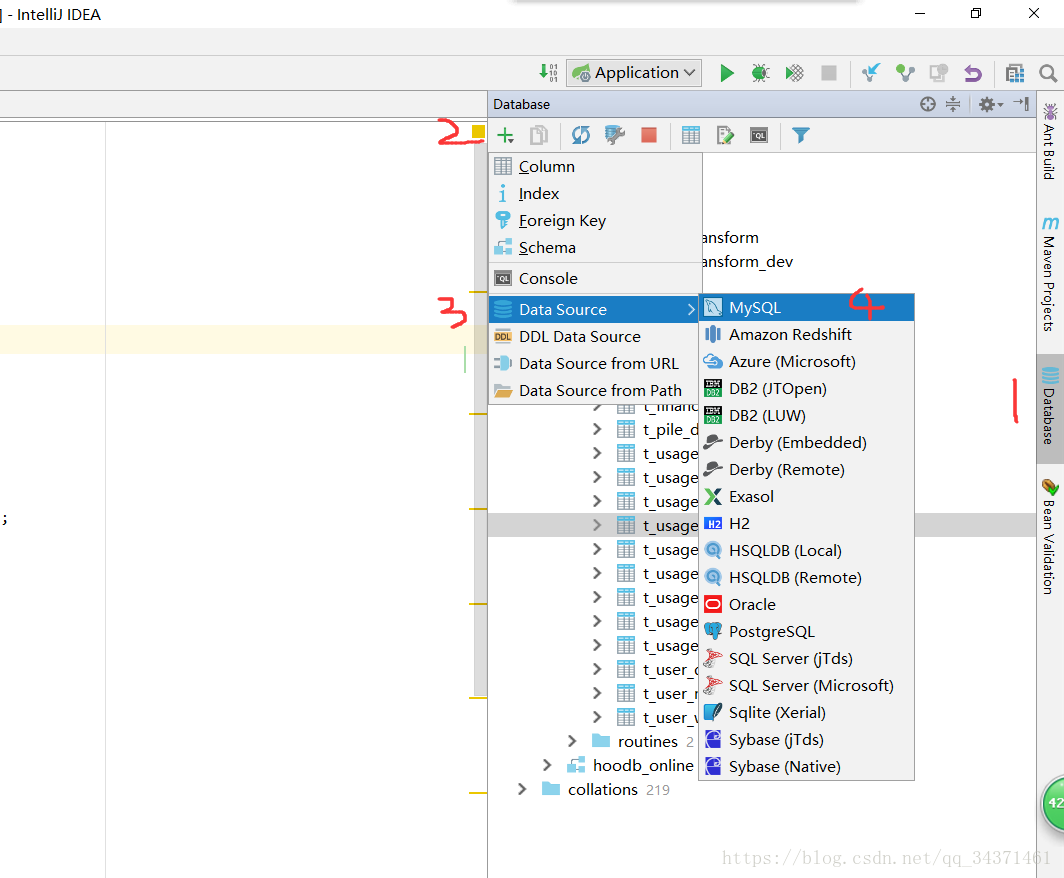 ] - IntelliJ IDEA
Application
Database
2
Column
Index
Foreign Key
Schema
Console
3
Data Source
DDL Data Source
Data Source from URL
Data Source from Path
ansform
ansform_dev
4
MySQL
Amazon Redshift
Azure (Microsoft)
DB2 (JTOpen)
DB2 (LUW)
Derby (Embedded)
Derby (Remote)
Exasol
H2
HSQLDB (Local)
HSQLDB (Remote)
Oracle
PostgreSQL
SQL Server (jTds)
SQL Server (Microsoft)
Sqlite (Xerial)
Sybase (jTds)
Sybase (Native)
t_financ
t_pile_d
t_usage
t_usage
t_usage
t_usage
t_usage
t_usage
t_usage
t_usage
t_usage
t_user_
t_user_
t_user_
routines 2
hoodb_online
collations 219
;
1
Ant Build
Maven Projects
Database
Bean Validation
42
https://blog.csdn.net/qq_34371461